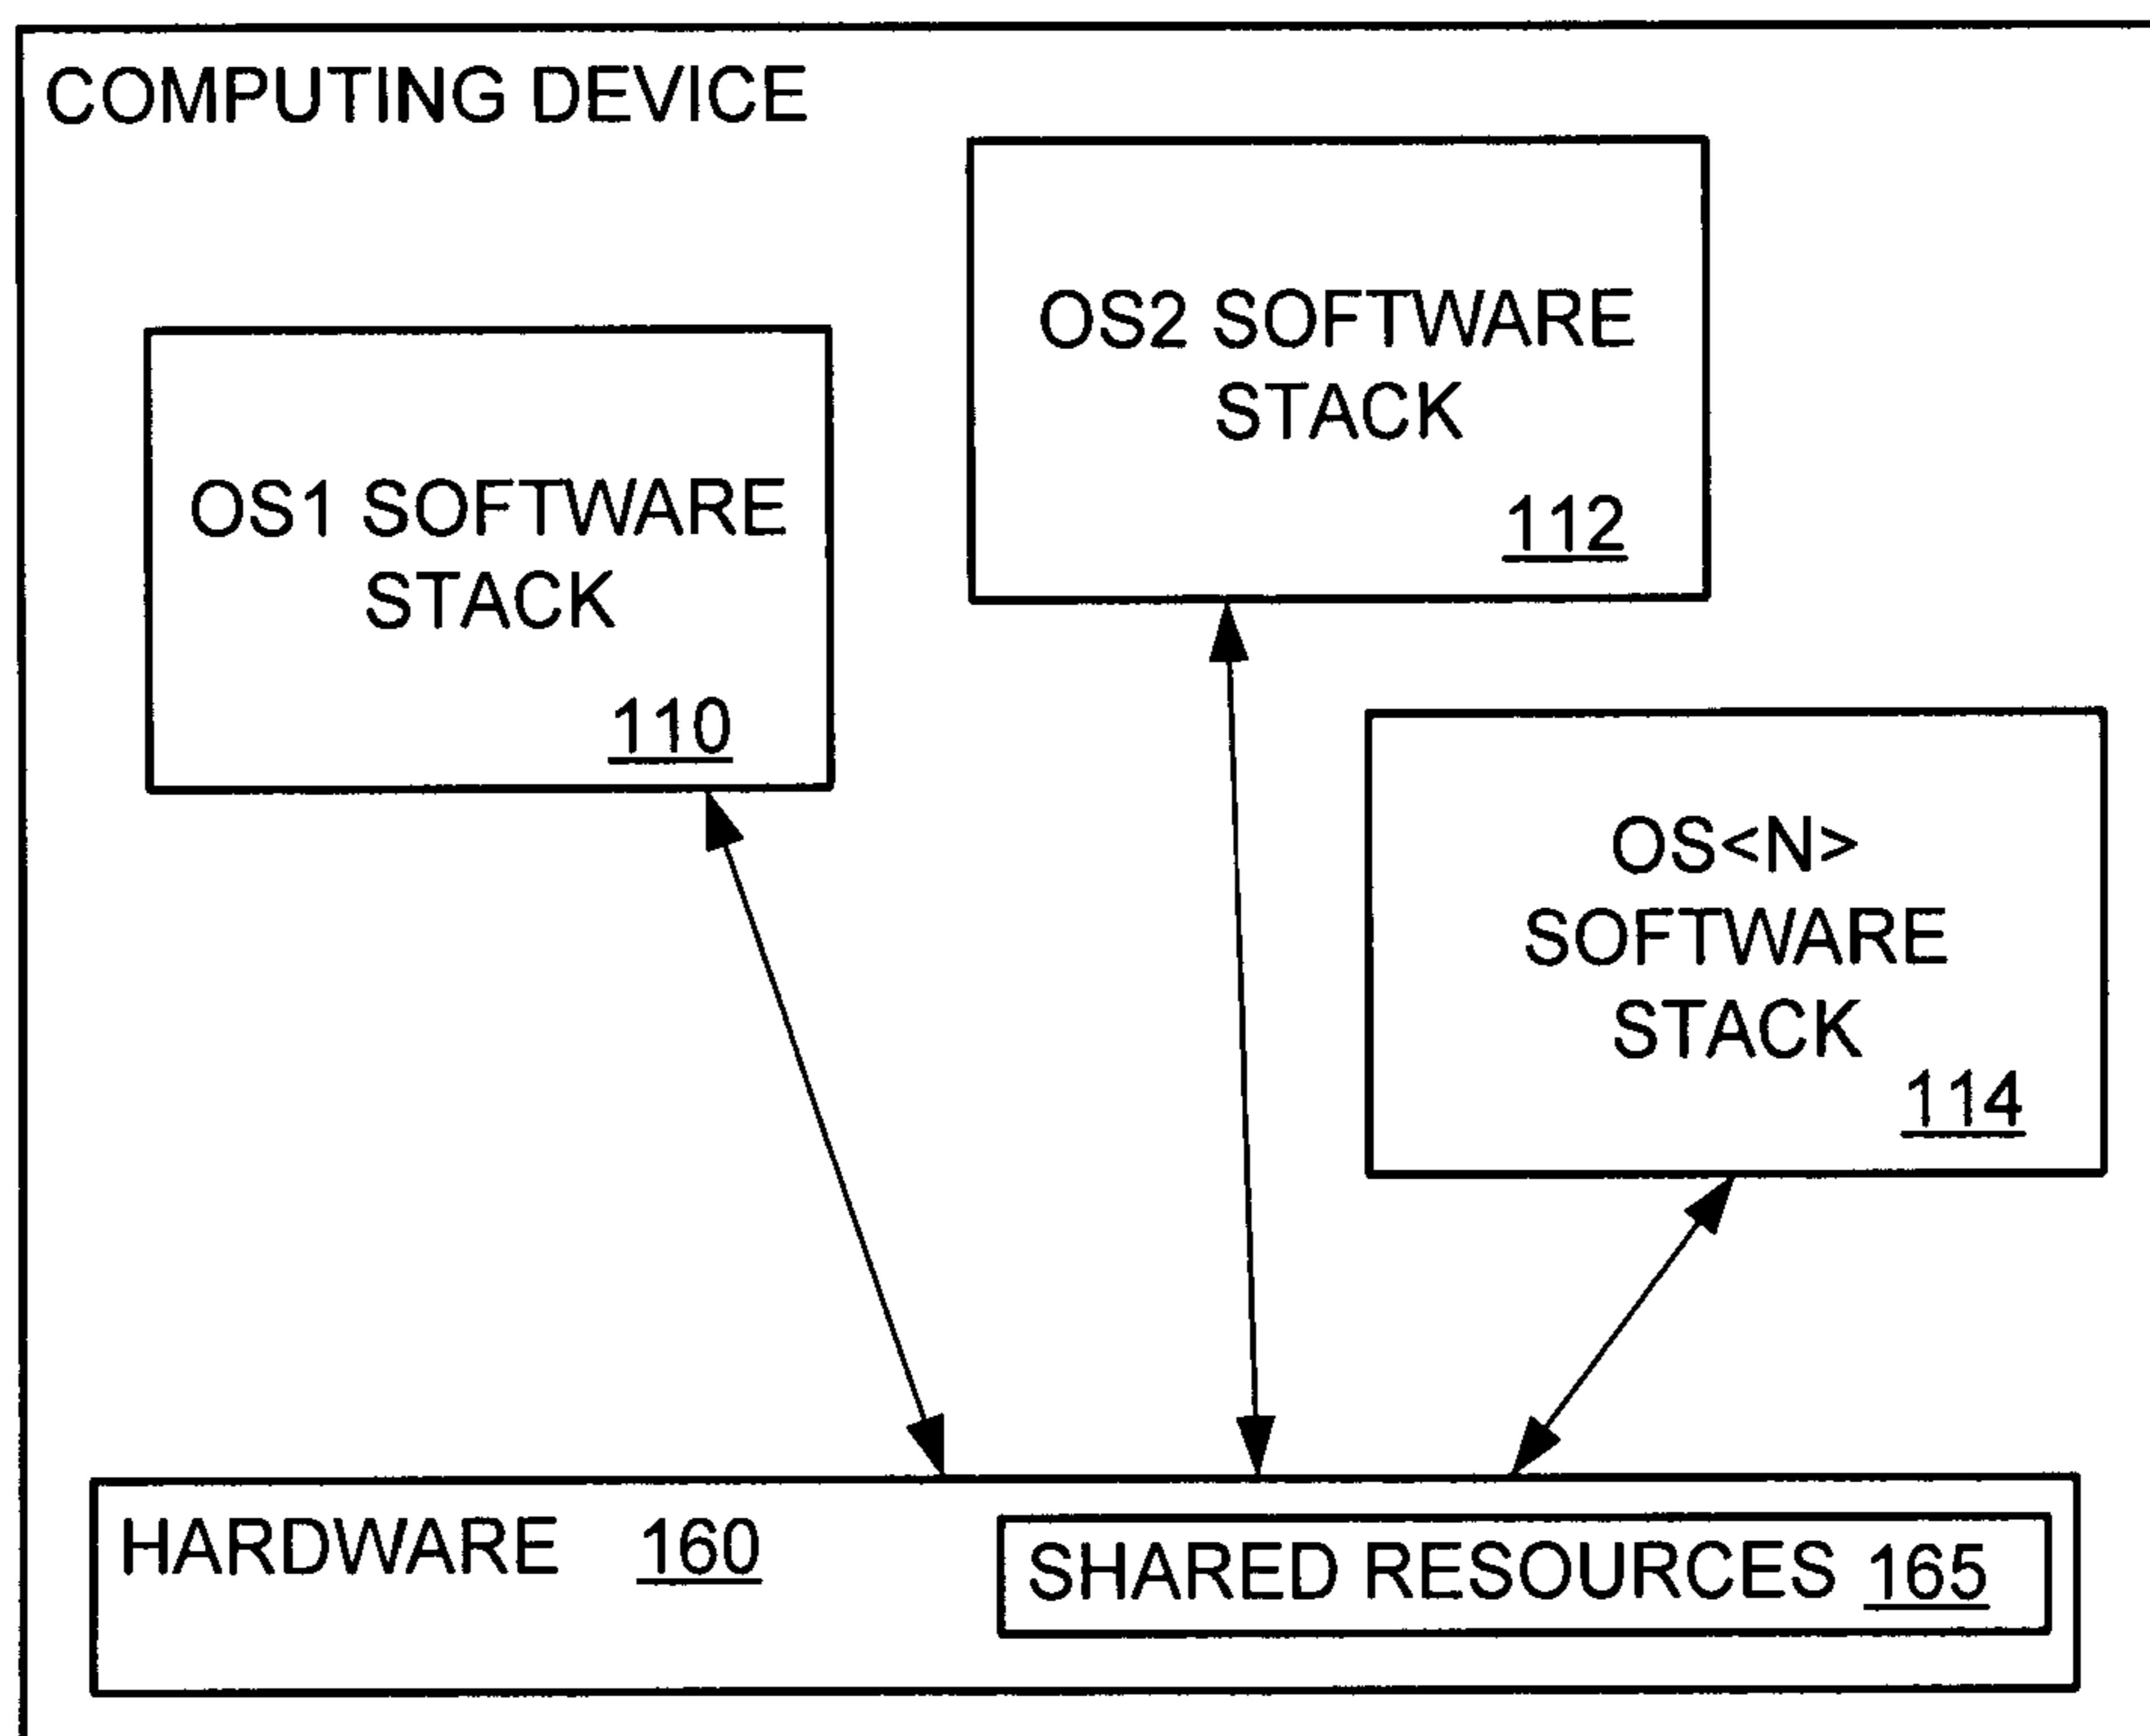 COMPUTING DEVICE
OS1 SOFTWARE
STACK
110
OS2 SOFTWARE
STACK
112
OS<N>
SOFTWARE
STACK
114
HARDWARE 160
SHARED RESOURCES 165